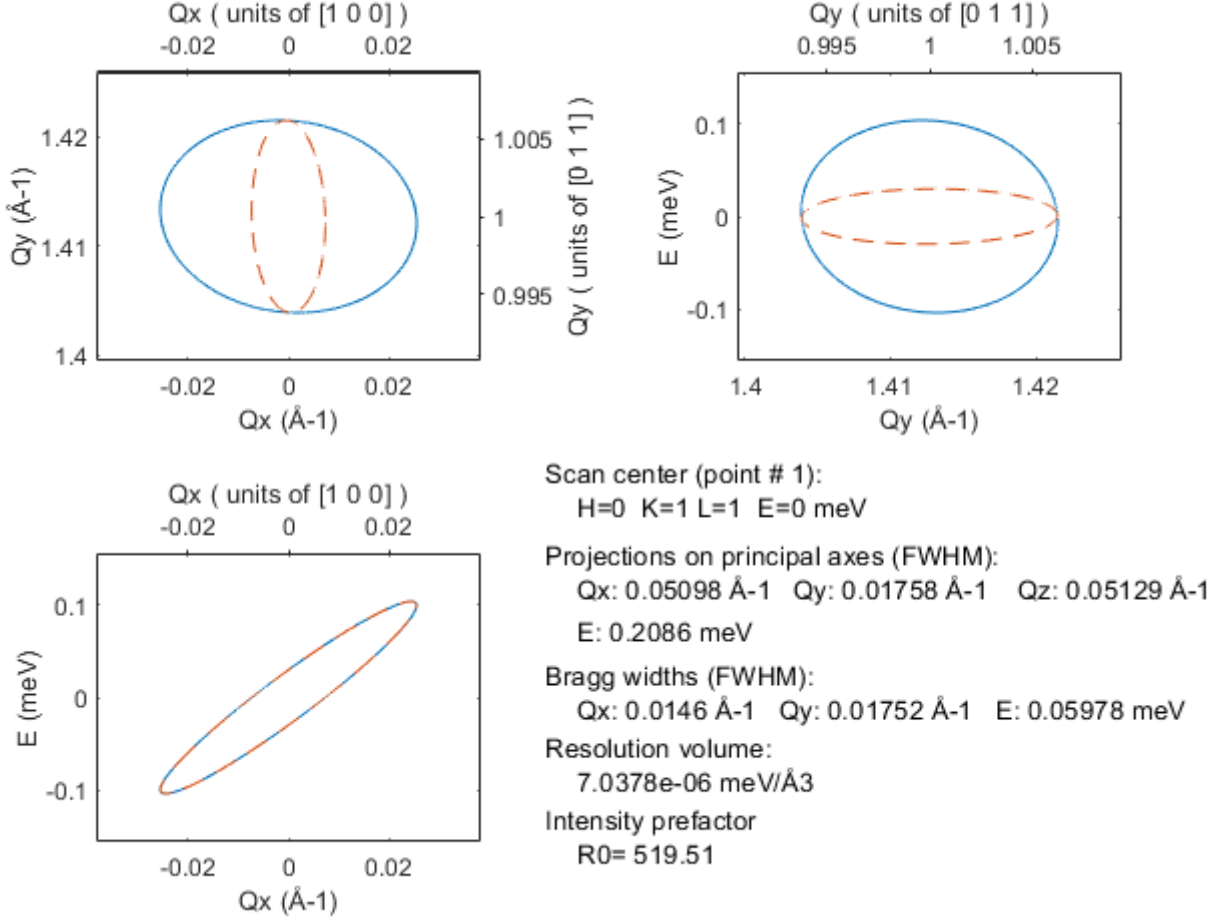 Qx ( units of [1 0 0] )
-0.02 0 0.02
1.42
1.41
1.4
Qy (Å-1)
1.005
1
0.995
Qy ( units of [0 1 1] )
-0.02 0 0.02
Qx (Å-1)
Qy ( units of [0 1 1] )
0.995 1 1.005
0.1
0
-0.1
E (meV)
1.4 1.41 1.42
Qy (Å-1)
Qx ( units of [1 0 0] )
-0.02 0 0.02
0.1
0
-0.1
E (meV)
-0.02 0 0.02
Qx (Å-1)
Scan center (point # 1):
H=0 K=1 L=1 E=0 meV
Projections on principal axes (FWHM):
Qx: 0.05098 Å-1 Qy: 0.01758 Å-1 Qz: 0.05129 Å-1
E: 0.2086 meV
Bragg widths (FWHM):
Qx: 0.0146 Å-1 Qy: 0.01752 Å-1 E: 0.05978 meV
Resolution volume:
7.0378e-06 meV/Å3
Intensity prefactor
R0= 519.51